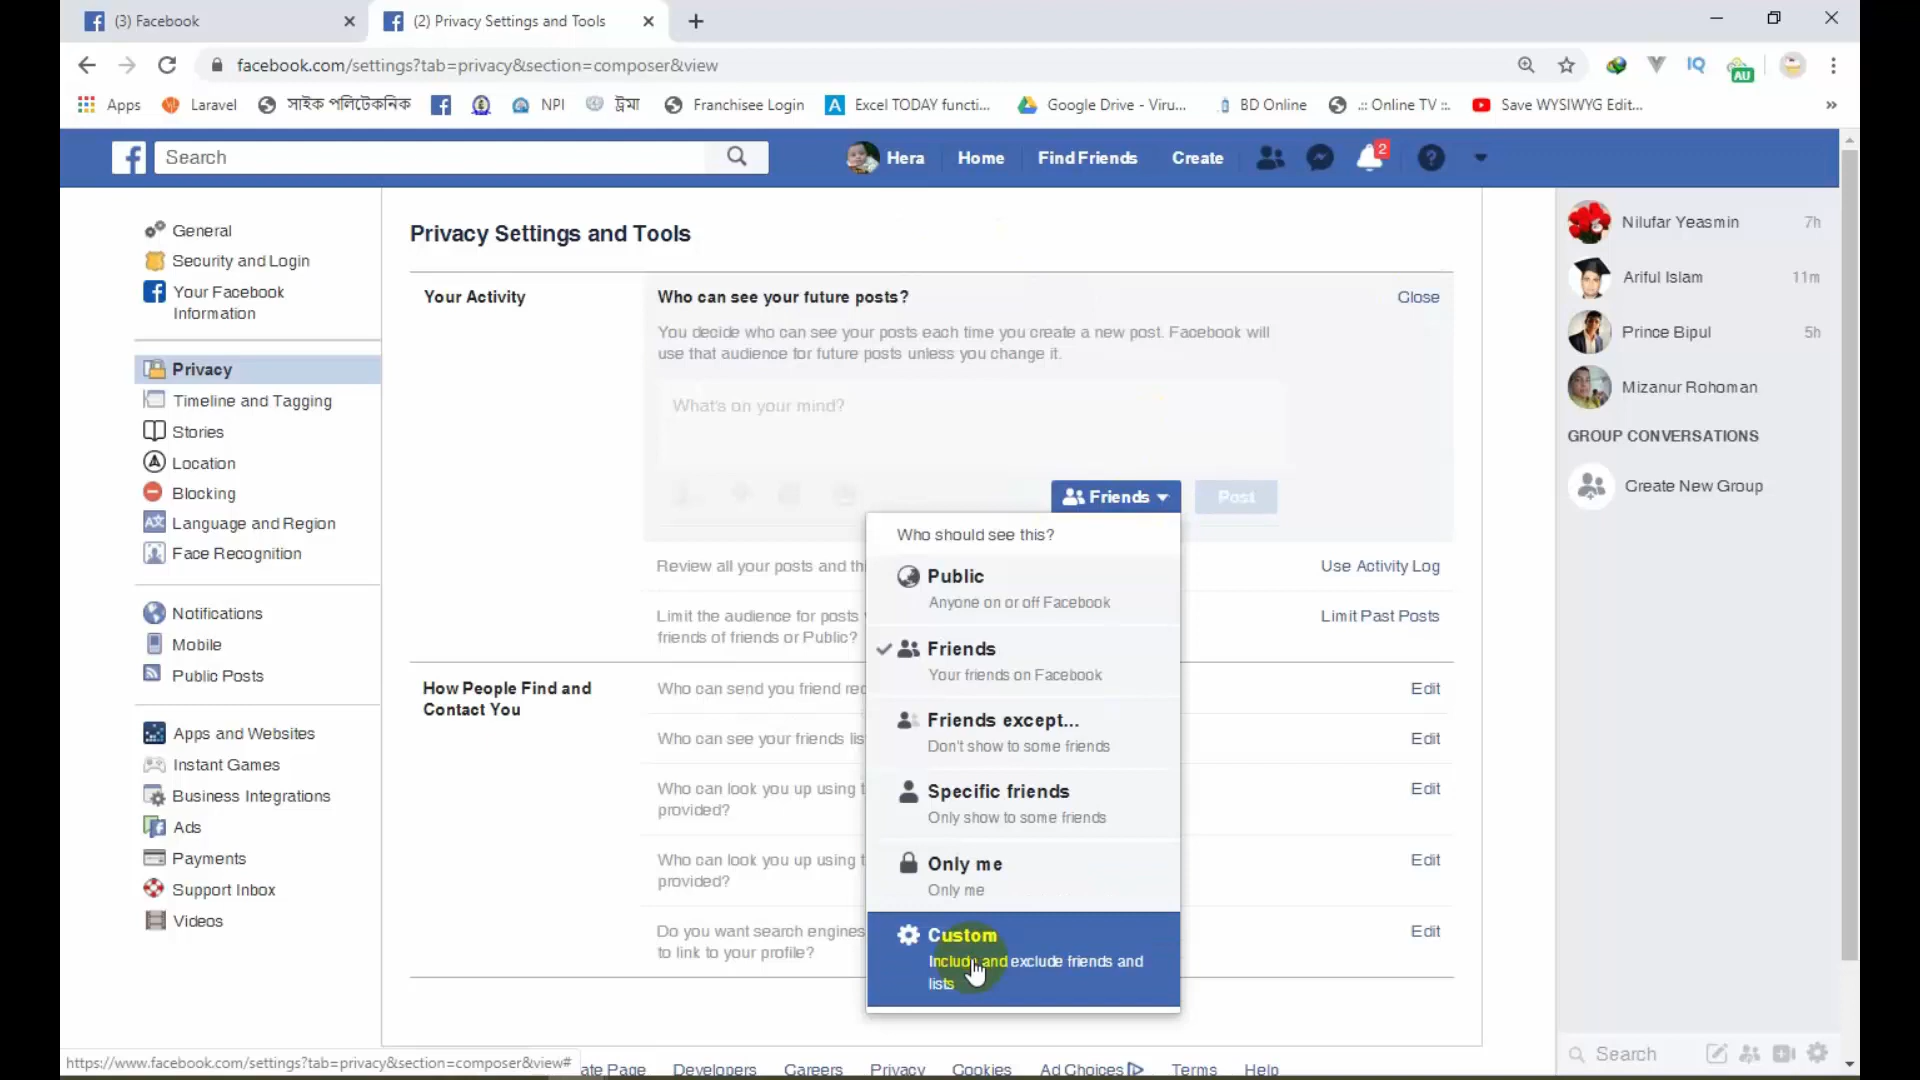 (3) Facebook
(2) Privacy Settings and Tools
facebook.com/settings?tab=privacy&section=composer&view
AU
Apps
Laravel
সাইক পলিটেকনিক
NPI
ট্রমা
Franchisee Login
Excel TODAY functi...
Google Drive - Viru...
BD Online
.:: Online TV ::.
Save WYSIWYG Edit...
Search
Hera
Home
Find Friends
Create
2
General
Security and Login
Your Facebook
Information
Privacy
Timeline and Tagging
Stories
Location
Blocking
Language and Region
Face Recognition
Notifications
Mobile
Public Posts
Apps and Websites
Instant Games
Business Integrations
Ads
Payments
Support Inbox
Videos
Privacy Settings and Tools
Your Activity
Who can see your future posts?
Close
You decide who can see your posts each time you create a new post. Facebook will
use that audience for future posts unless you change it.
What's on your mind?
Friends
Post
Who should see this?
Public
Anyone on or off Facebook
Friends
Your friends on Facebook
Friends except...
Don't show to some friends
Specific friends
Only show to some friends
Only me
Only me
Custom
Include and exclude friends and
lists
Review all your posts and
Use Activity Log
Limit the audience for posts
friends of friends or Public?
Limit Past Posts
How People Find and
Contact You
Who can send you friend
Edit
Who can see your friends
Edit
Who can look you up using
provided?
Edit
Who can look you up using
provided?
Edit
Do you want search engines
to link to your profile?
Edit
Nilufar Yeasmin 7h
Ariful Islam 11m
Prince Bipul 5h
Mizanur Rohoman
GROUP CONVERSATIONS
Create New Group
Search
https://www.facebook.com/settings?tab=privacy&section=composer&view#
Page
Developers
Careers
Privacy
Cookies
Ad Choices
Terms
Help